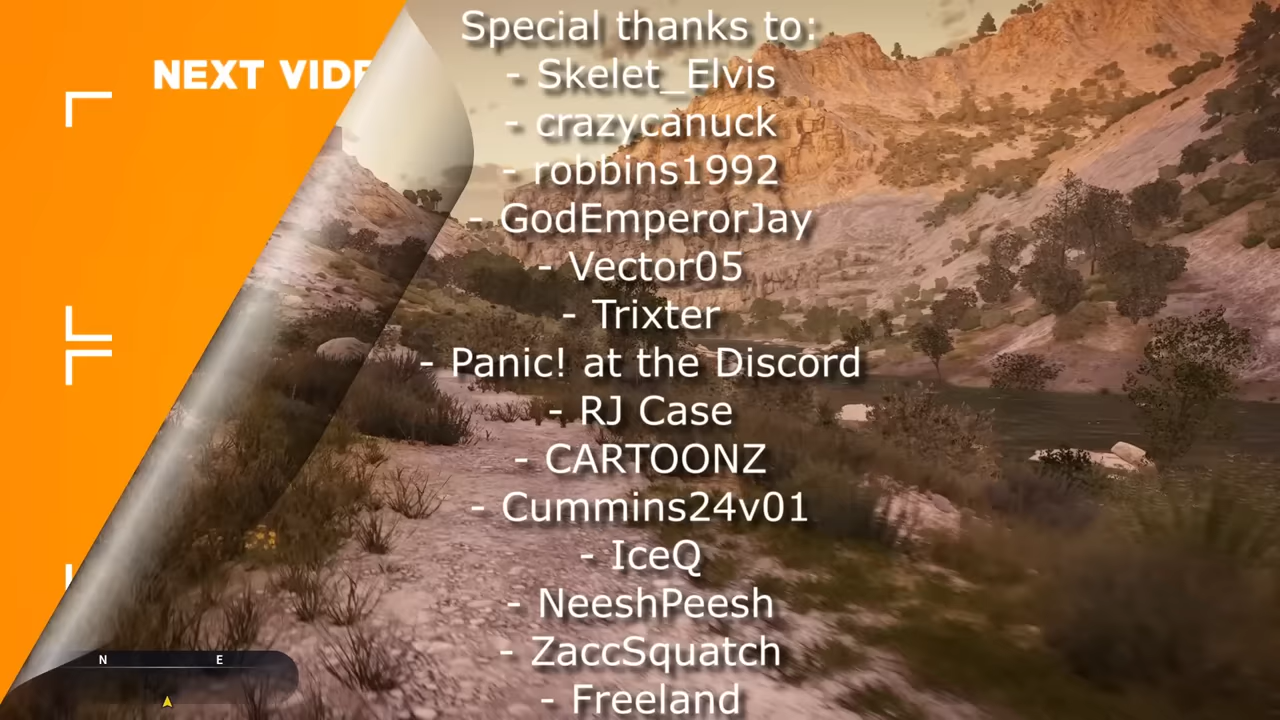 NEXT VIDE
Special thanks to:
- Skelet_Elvis
- crazycanuck
- robbins1992
- GodEmperorJay
- Vector05
- Trixter
- Panic! at the Discord
- RJ Case
- CARTOONZ
- Cummins24v01
- IceQ
- NeeshPeesh
- ZaccSquatch
- Freeland
N E